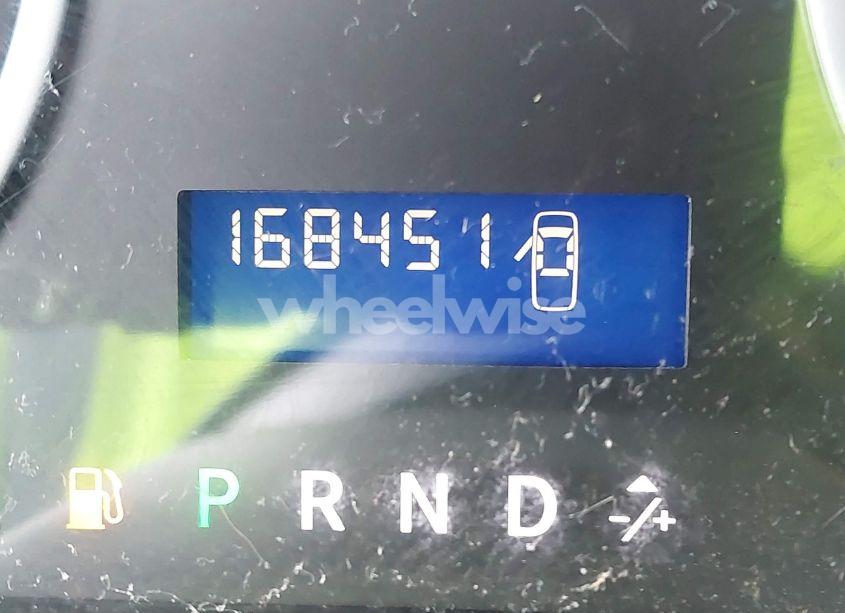 168451
wheelwise
P R N D -/+